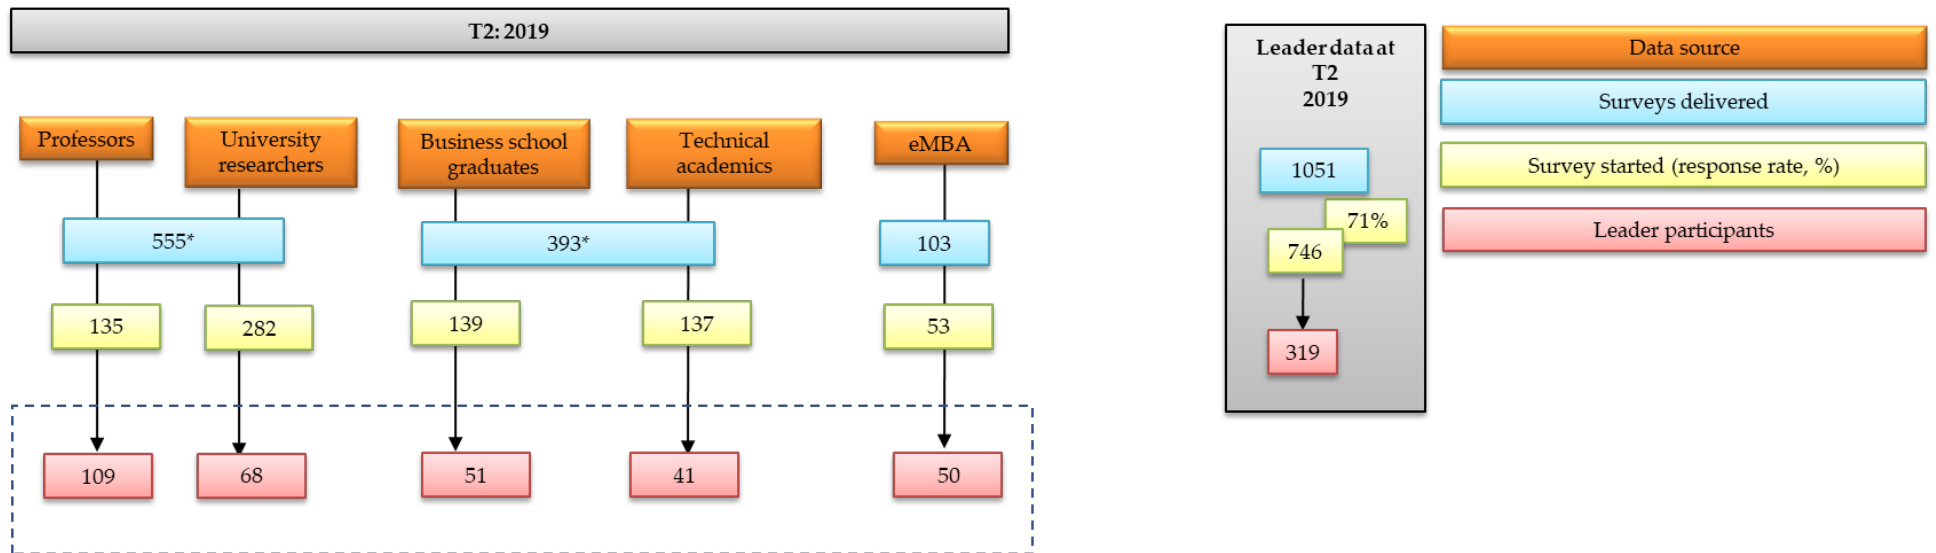 T2: 2019
Professors
University
researchers
Business school
graduates
Technical
academics
eMBA
555*
393*
103
135
282
139
137
53
109
68
51
41
50
Leader data at
T2
2019
1051
71%
746
319
Data source
Surveys delivered
Survey started (response rate, %)
Leader participants